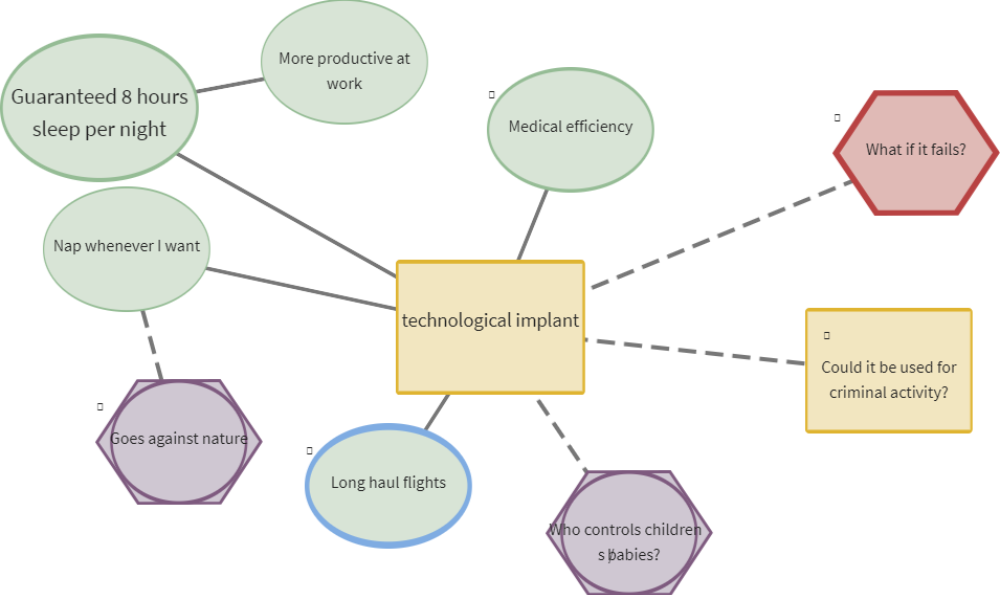 More productive at
work
Guaranteed 8 hours
sleep per night
Medical efficiency
What if it fails?
Nap whenever I want
technological implant
Could it be used for
criminal activity?
Goes against nature
Long haul flights
Who controls children
s babies?